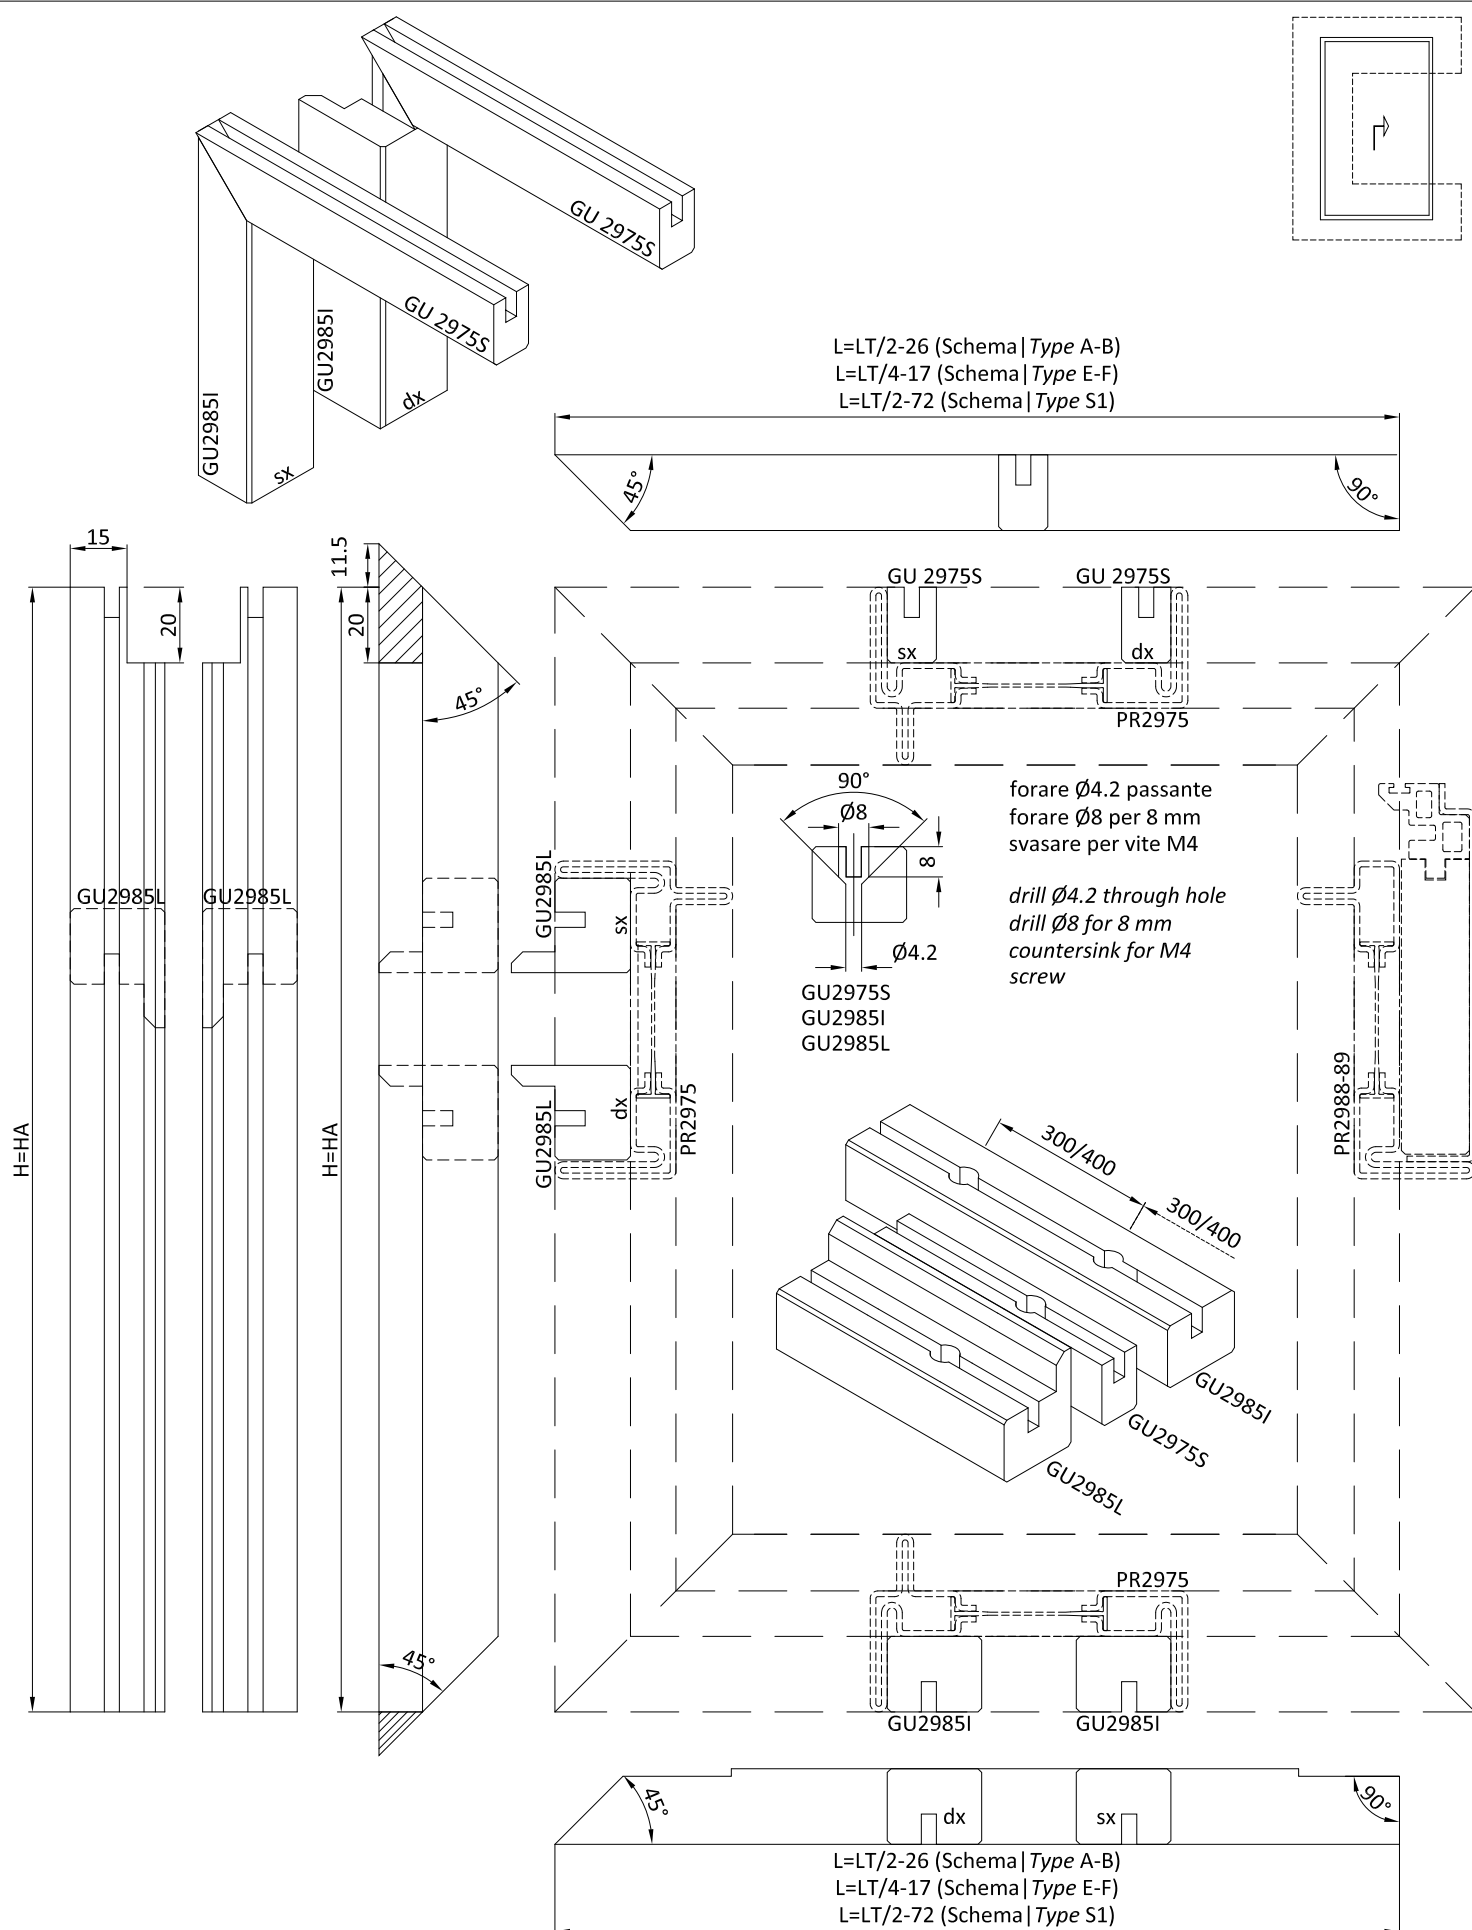 GU 2975S
GU 2975S
GU2985I
GU2985I
dx
sx
L=LT/2-26 (Schema|Type A-B)
L=LT/4-17 (Schema|Type E-F)
L=LT/2-72 (Schema|Type S1)
45°
90°
15
11.5
20
20
45°
GU 2975S
GU 2975S
sx
dx
PR2975
90°
Ø8
8
Ø4.2
GU2975S
GU2985I
GU2985L
forare Ø4.2 passante
forare Ø8 per 8 mm
svasare per vite M4
drill Ø4.2 through hole
drill Ø8 for 8 mm
countersink for M4
screw
GU2985L
GU2985L
GU2985L
sx
GU2985L
dx
PR2975
PR2988-89
H=HA
H=HA
300/400
300/400
GU2985I
GU2975S
GU2985L
45°
PR2975
GU2985I
GU2985I
45°
dx
sx
90°
L=LT/2-26 (Schema|Type A-B)
L=LT/4-17 (Schema|Type E-F)
L=LT/2-72 (Schema|Type S1)